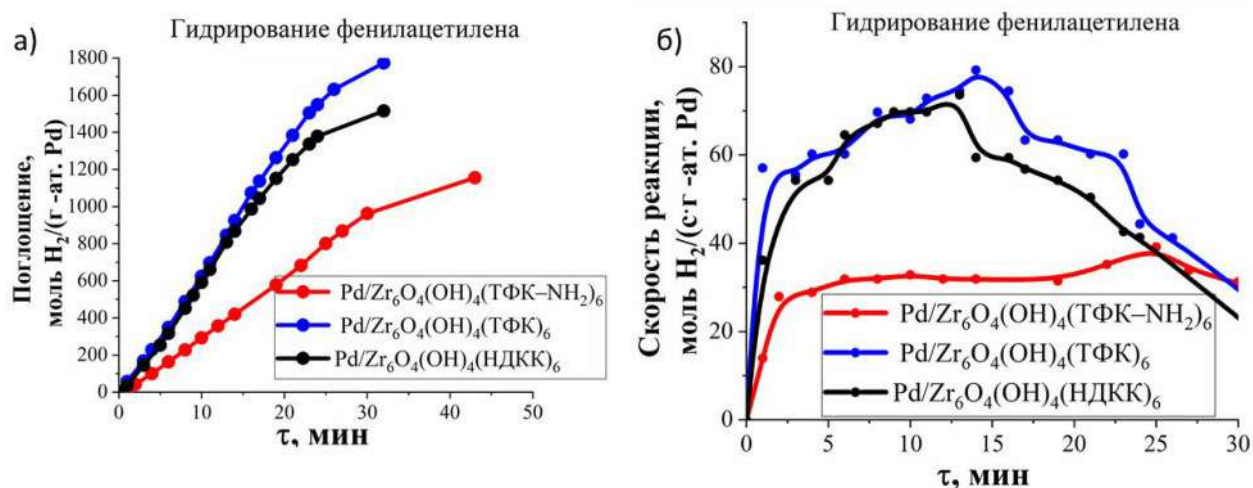 а)
Гидрирование фенилацетилена
Поглощение,
моль H₂/(г -ат. Pd)
1800
1600
1400
1200
1000
800
600
400
200
0
0 10 20 30 40 50
τ, мин
Pd/Zr₆O₄(OH)₄(ТФК–NH₂)₆
Pd/Zr₆O₄(OH)₄(ТФК)₆
Pd/Zr₆O₄(OH)₄(НДКК)₆
б)
Гидрирование фенилацетилена
Скорость реакции,
моль H₂/(с·г -ат. Pd)
80
60
40
20
0
0 5 10 15 20 25 30
τ, мин
Pd/Zr₆O₄(OH)₄(ТФК–NH₂)₆
Pd/Zr₆O₄(OH)₄(ТФК)₆
Pd/Zr₆O₄(OH)₄(НДКК)₆